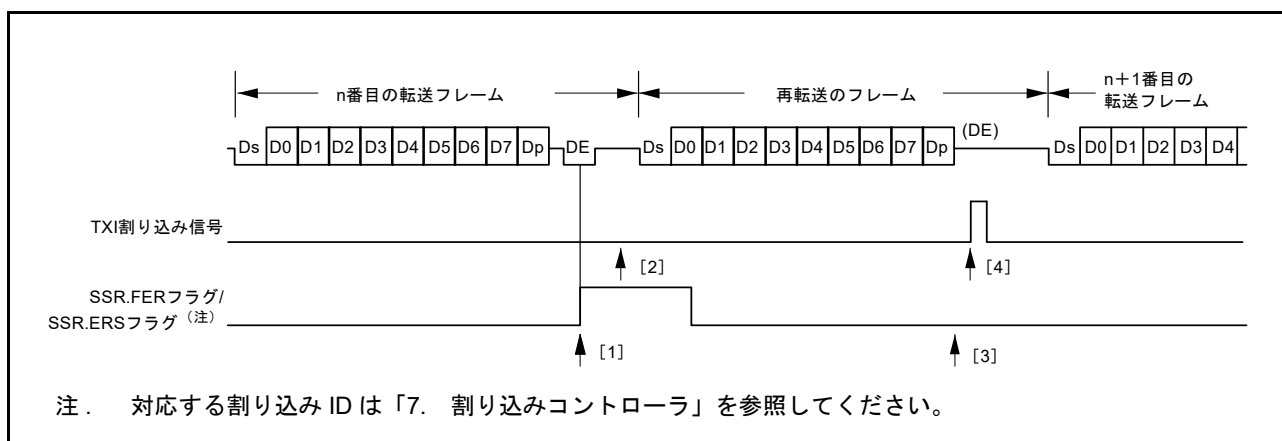 n番目の転送フレーム
再転送のフレーム
n＋1番目の
転送フレーム
Ds D0 D1 D2 D3 D4 D5 D6 D7 Dp DE Ds D0 D1 D2 D3 D4 D5 D6 D7 Dp (DE) Ds D0 D1 D2 D3 D4
TXI割り込み信号
［2］ ［4］
SSR.FERフラグ/
SSR.ERSフラグ（注）
［1］ ［3］
注． 対応する割り込み ID は「7. 割り込みコントローラ」を参照してください。